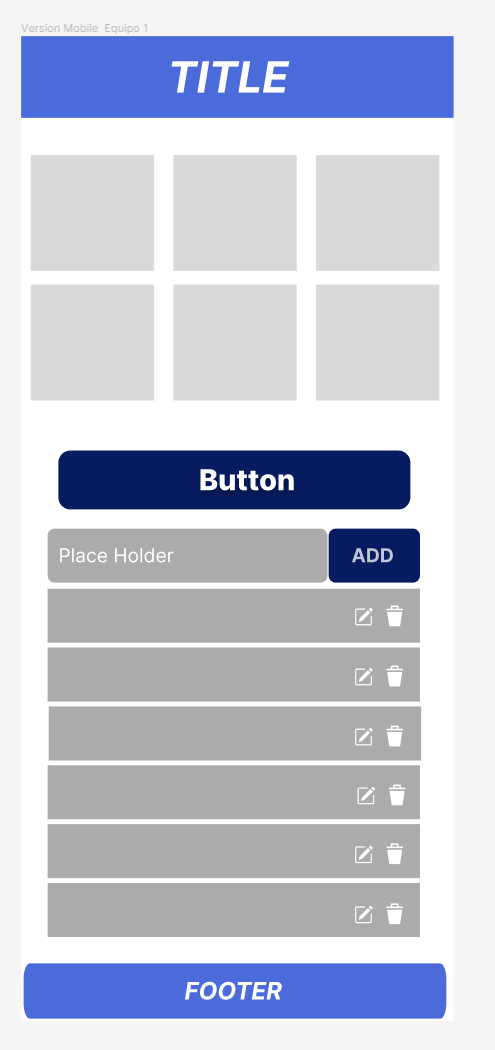 Version Mobile Equipo 1
TITLE
Button
Place Holder
ADD
FOOTER